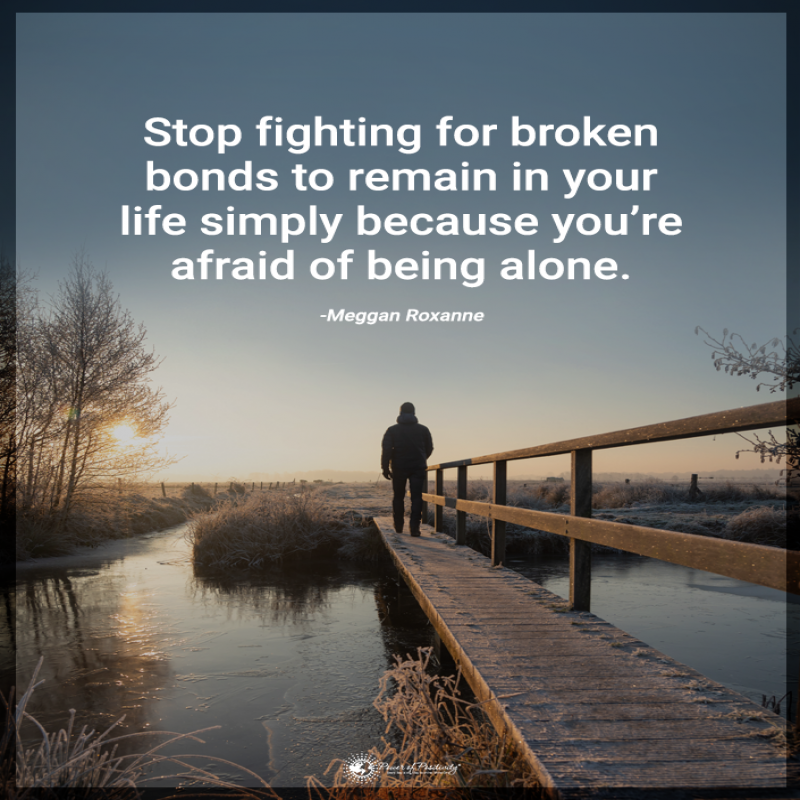 Stop fighting for broken
bonds to remain in your
life simply because you’re
afraid of being alone.
-Meggan Roxanne
Power of Positivity